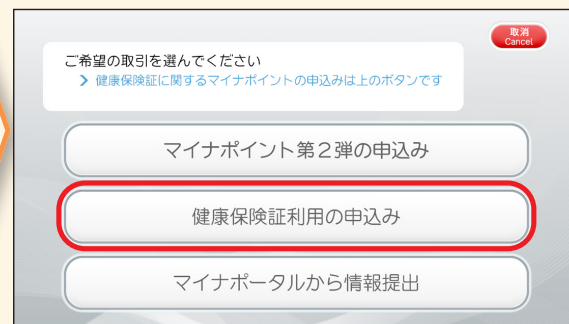 取消
Cancel
ご希望の取引を選んでください
健康保険証に関するマイナポイントの申込みは上のボタンです
マイナポイント第２弾の申込み
健康保険証利用の申込み
マイナポータルから情報提出